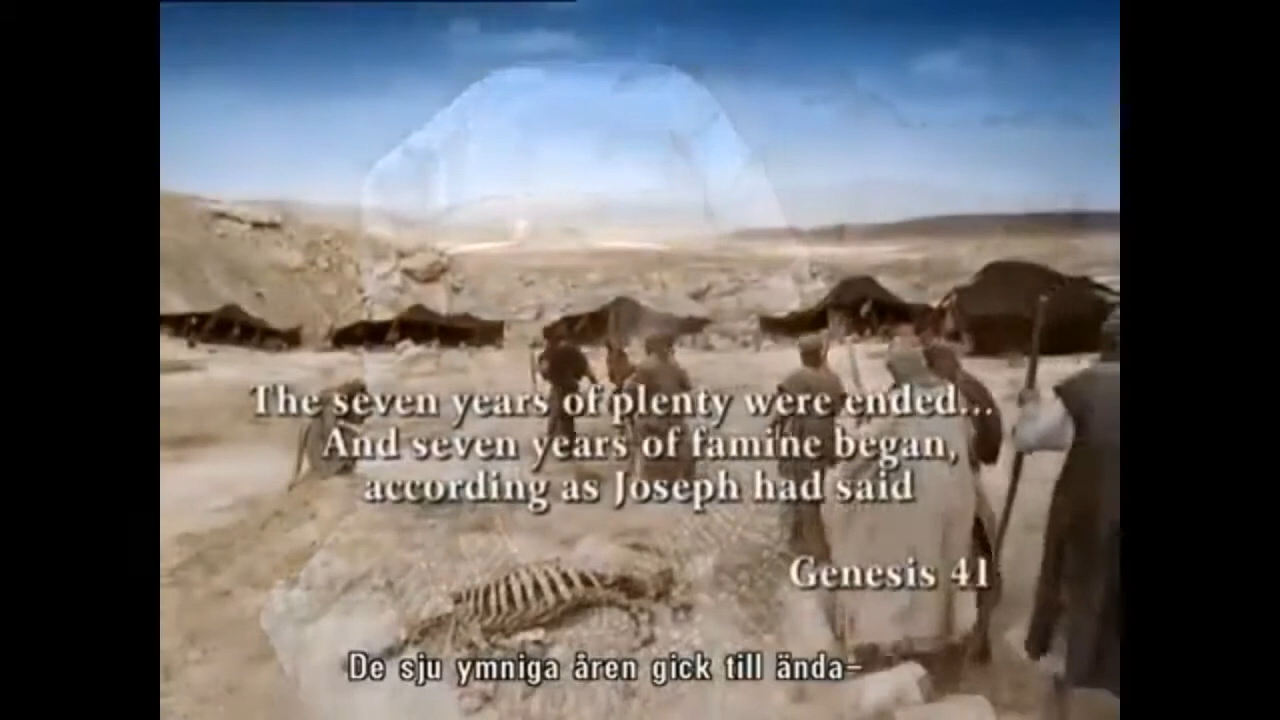 The seven years of plenty were ended...
And seven years of famine began,
according as Joseph had said
Genesis 41
De sju ymniga åren gick till ända–